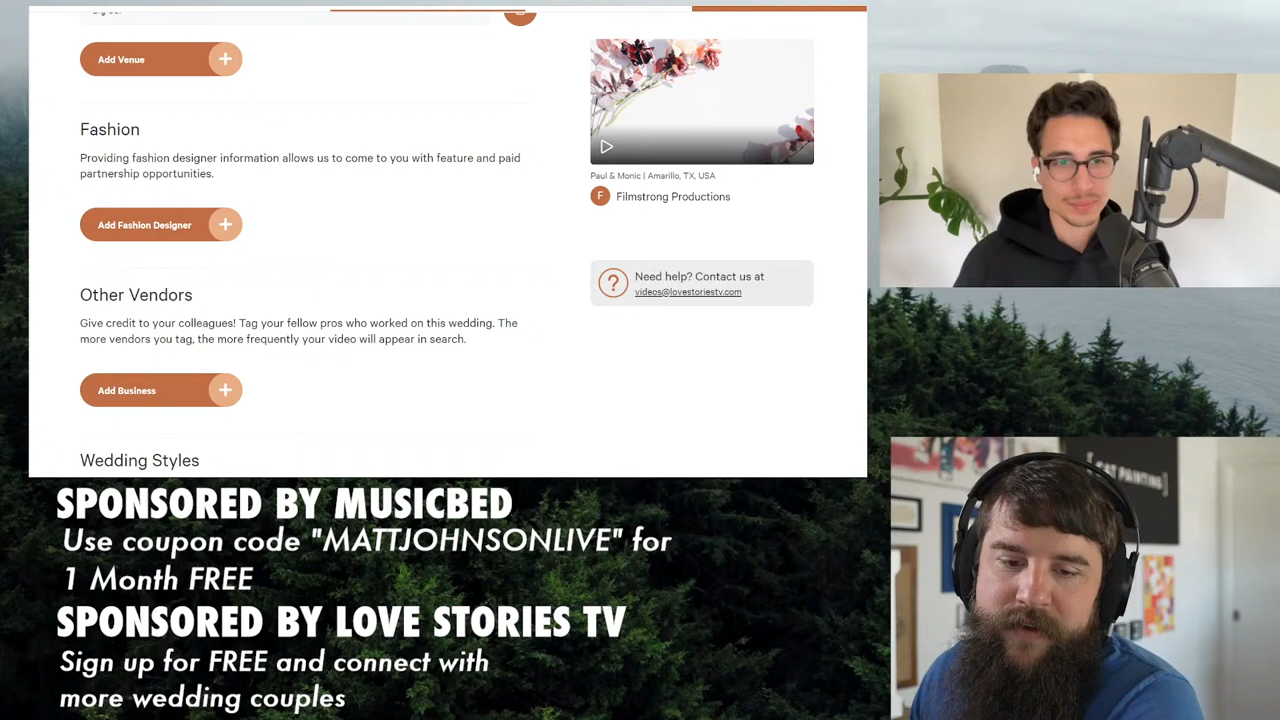 Add Venue
Fashion
Providing fashion designer information allows us to come to you with feature and paid
partnership opportunities.
Add Fashion Designer
Other Vendors
Give credit to your colleagues! Tag your fellow pros who worked on this wedding. The
more vendors you tag, the more frequently your video will appear in search.
Add Business
Wedding Styles
Paul & Monic | Amarillo, TX, USA
F Filmstrong Productions
? Need help? Contact us at
videos@lovestoriestv.com
SPONSORED BY MUSICBED
Use coupon code "MATTJOHNSONLIVE" for
1 Month FREE
SPONSORED BY LOVE STORIES TV
Sign up for FREE and connect with
more wedding couples
PAINTING]